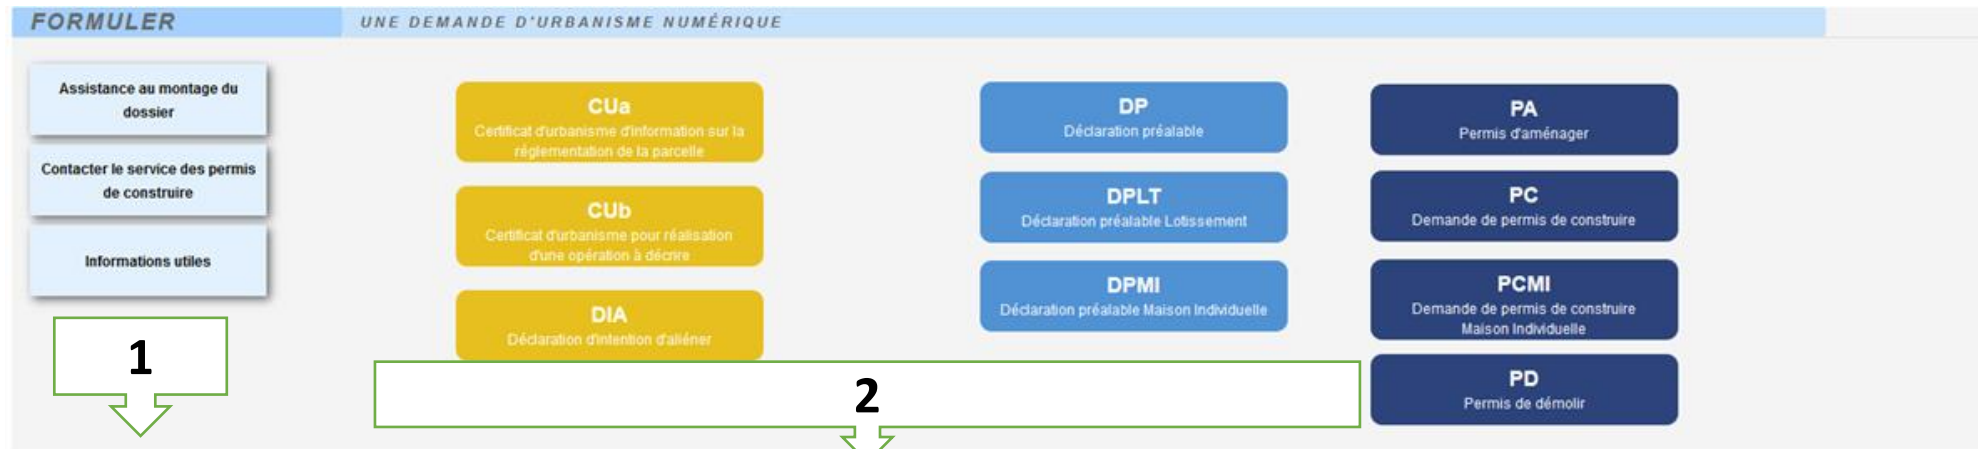 FORMULER
UNE DEMANDE D'URBANISME NUMÉRIQUE
Assistance au montage du
dossier
Contacter le service des permis
de construire
Informations utiles
1
CUa
Certificat d'urbanisme d'information sur la
réglementation de la parcelle
CUb
Certificat d'urbanisme pour réalisation
d'une opération à décrire
DIA
Déclaration d'intention d'aliéner
DP
Déclaration préalable
DPLT
Déclaration préalable Lotissement
DPMI
Déclaration préalable Maison Individuelle
2
PA
Permis d'aménager
PC
Demande de permis de construire
PCMI
Demande de permis de construire
Maison Individuelle
PD
Permis de démolir